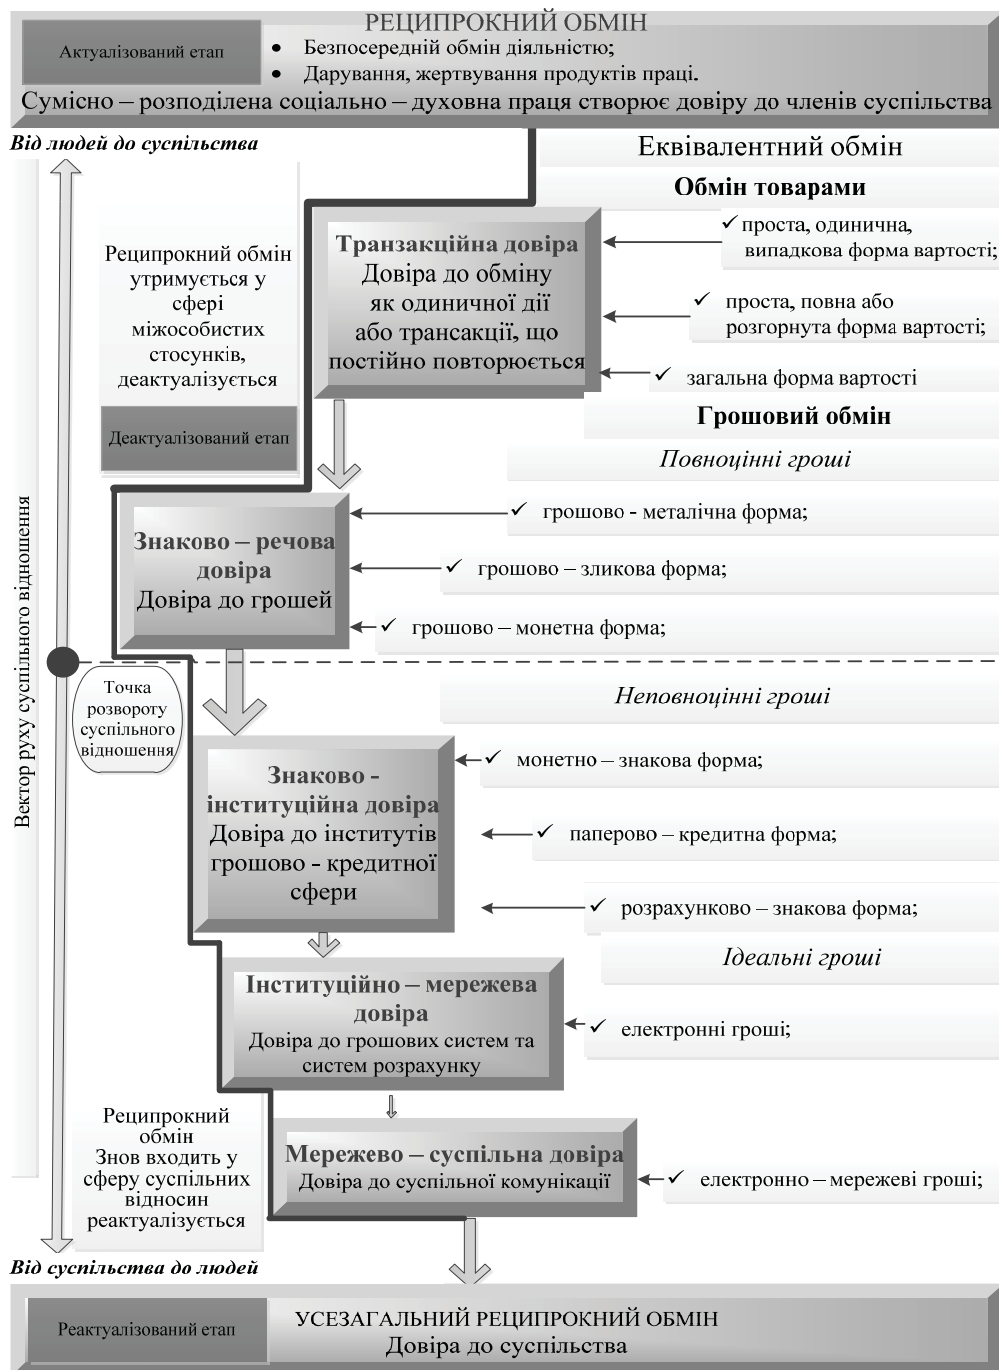 РЕЦИПРОКНИЙ ОБМІН
Актуалізований етап
• Безпосередній обмін діяльністю;
• Дарування, жертвування продуктів праці.
Сумісно – розподілена соціально – духовна праця створює довіру до членів суспільства
Від людей до суспільства
Еквівалентний обмін
Обмін товарами
Реципрокний обмін
утримується у
сфері
міжособистих
стосунків,
деактуалізується
Деактуалізований етап
Транзакційна довіра
Довіра до обміну
як одиничної дії
або трансакції, що
постійно повторюється
✓ проста, одинична,
випадкова форма вартості;
✓ проста, повна або
розгорнута форма вартості;
✓ загальна форма вартості
Грошовий обмін
Повноцінні гроші
Вектор руху суспільного відношення
Знаково – речова
довіра
Довіра до грошей
✓ грошово - металічна форма;
✓ грошово – зликова форма;
✓ грошово – монетна форма;
Точка
розвороту
суспільного
відношення
Неповноцінні гроші
Знаково -
інституційна довіра
Довіра до інститутів
грошово - кредитної
сфери
✓ монетно – знакова форма;
✓ паперово – кредитна форма;
✓ розрахунково – знакова форма;
Ідеальні гроші
Інституційно – мережева
довіра
Довіра до грошових систем та
систем розрахунку
✓ електронні гроші;
Реципрокний
обмін
Знов входить у
сферу суспільних
відносин
реактуалізується
Мережево – суспільна довіра
Довіра до суспільної комунікації
✓ електронно – мережеві гроші;
Від суспільства до людей
Реактуалізований етап
УСЕЗАГАЛЬНИЙ РЕЦИПРОКНИЙ ОБМІН
Довіра до суспільства